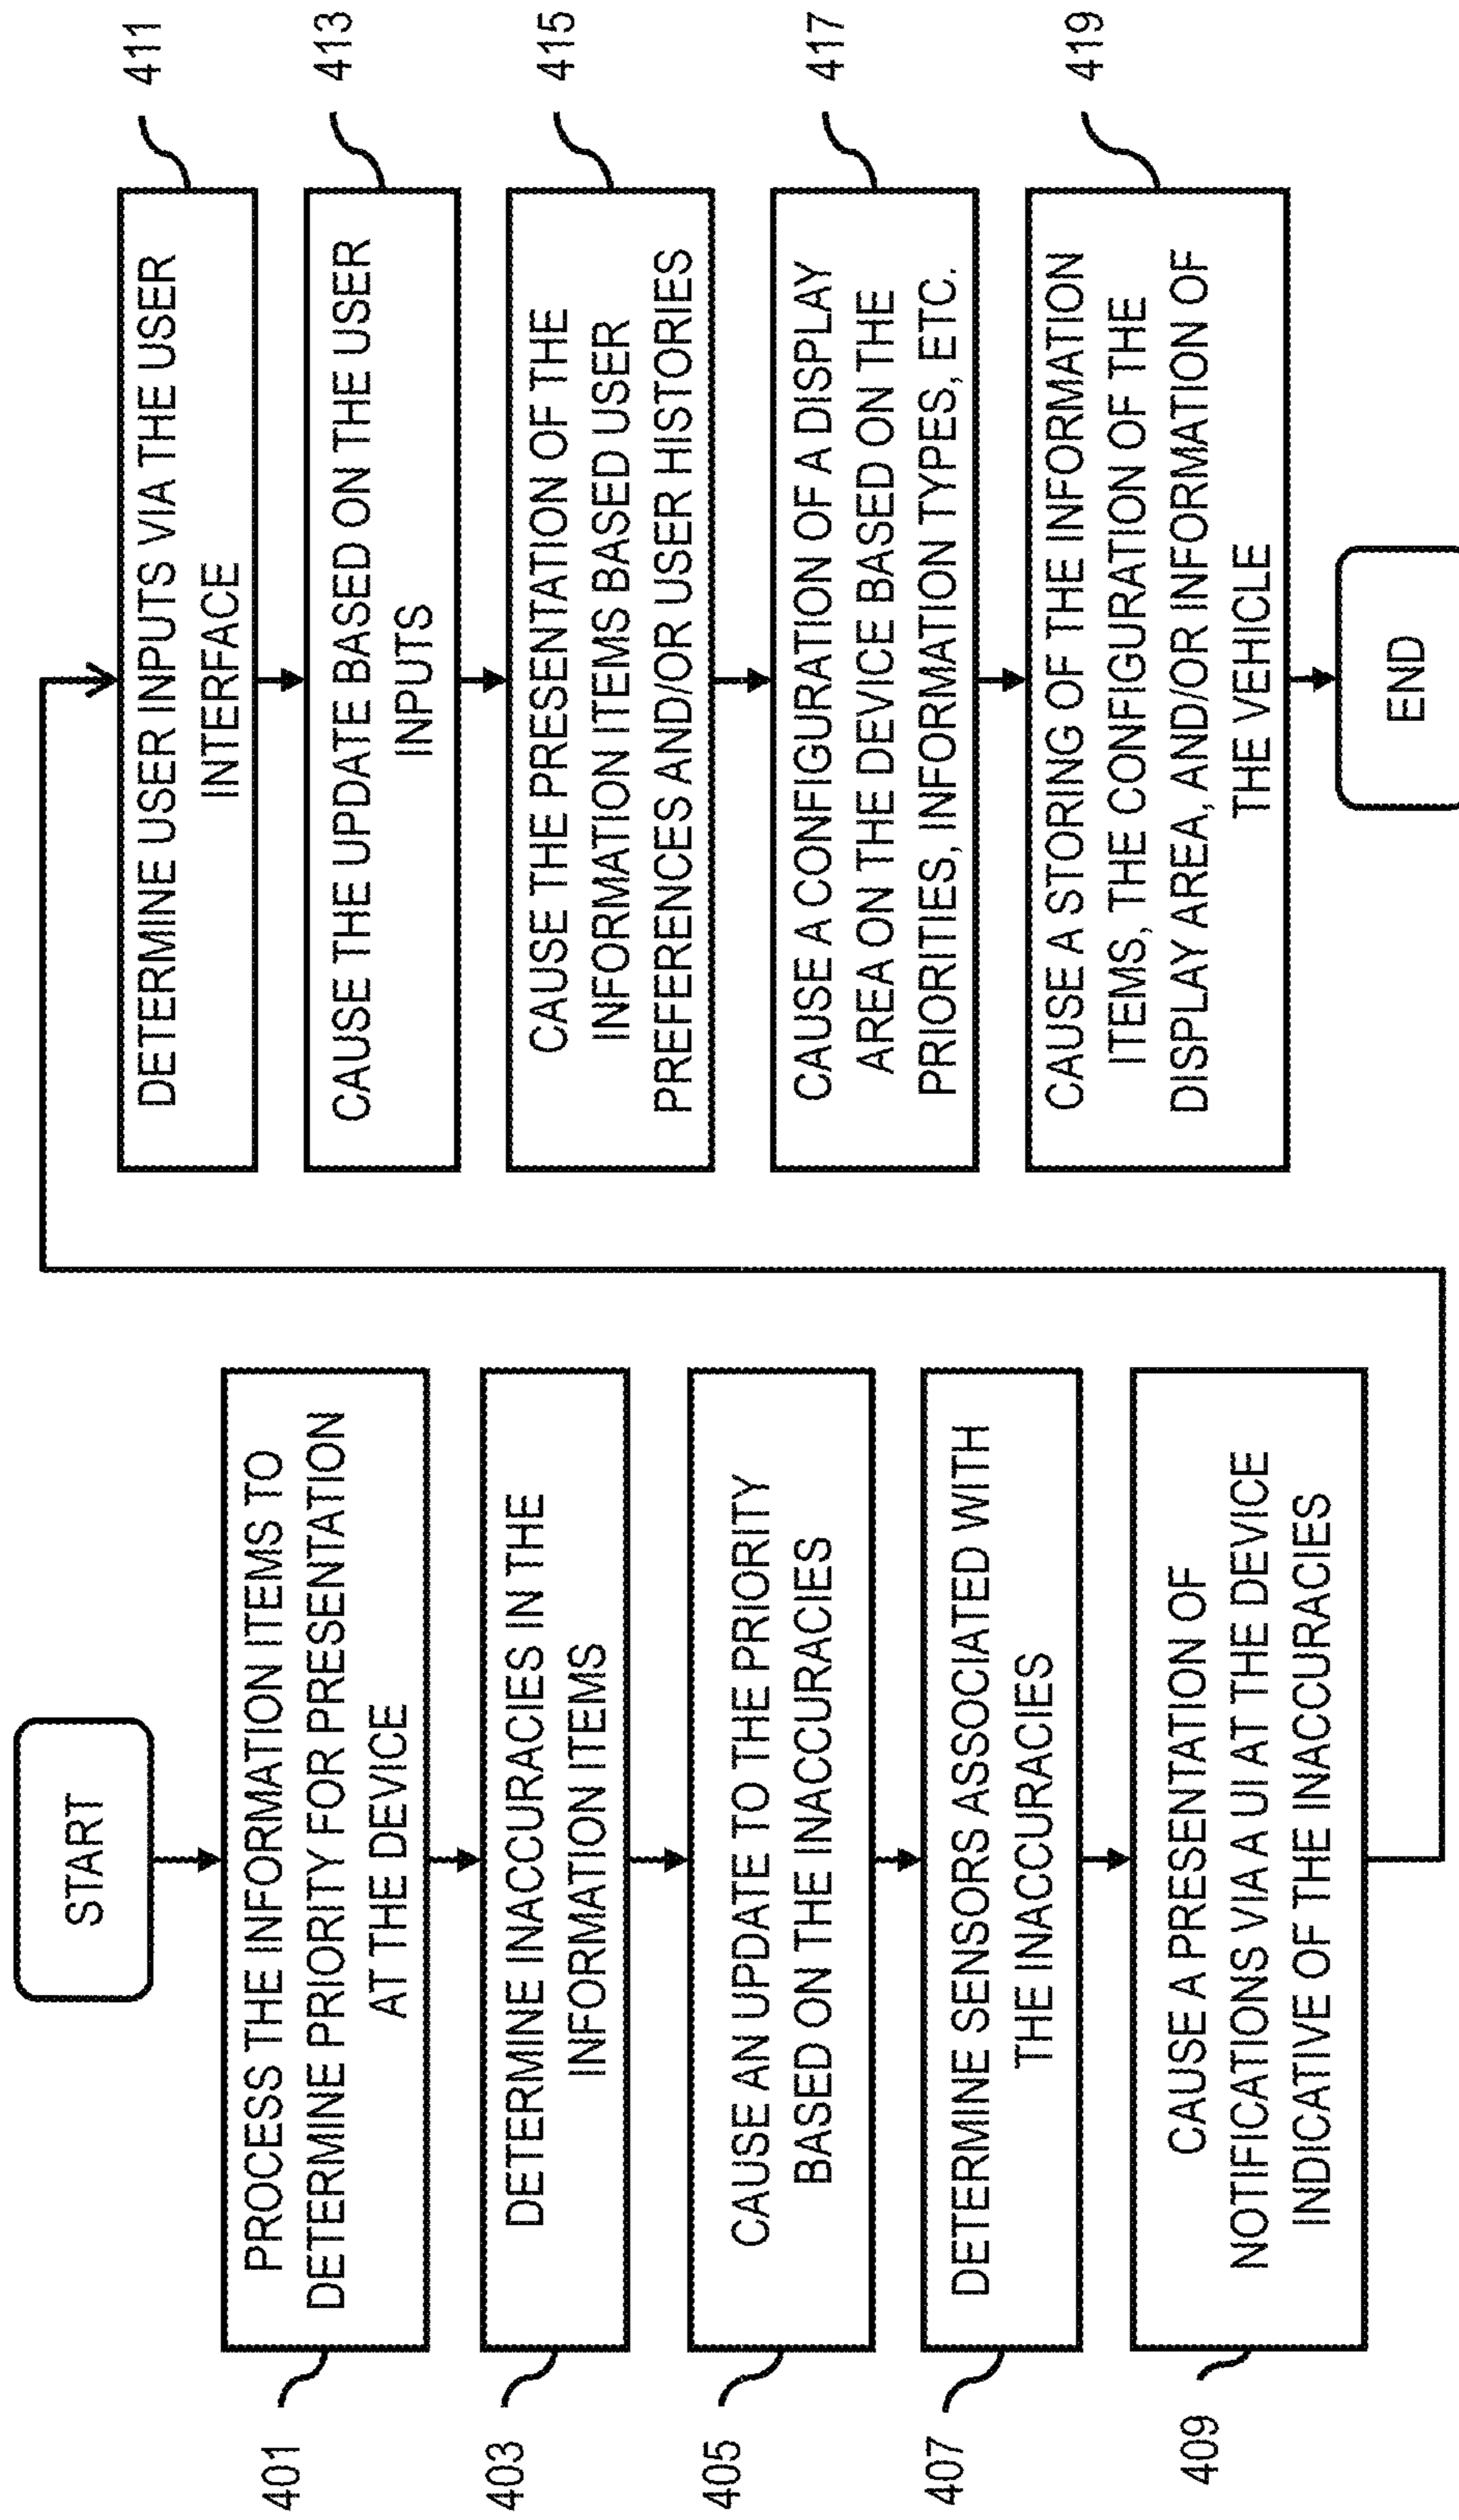 START
401
PROCESS THE INFORMATION ITEMS TO
DETERMINE PRIORITY FOR PRESENTATION
AT THE DEVICE
403
DETERMINE INACCURACIES IN THE
INFORMATION ITEMS
405
CAUSE AN UPDATE TO THE PRIORITY
BASED ON THE INACCURACIES
407
DETERMINE SENSORS ASSOCIATED WITH
THE INACCURACIES
409
CAUSE A PRESENTATION OF
NOTIFICATIONS VIA A UI AT THE DEVICE
INDICATIVE OF THE INACCURACIES
411
DETERMINE USER INPUTS VIA THE USER
INTERFACE
413
CAUSE THE UPDATE BASED ON THE USER
INPUTS
415
CAUSE THE PRESENTATION OF THE
INFORMATION ITEMS BASED USER
PREFERENCES AND/OR USER HISTORIES
417
CAUSE A CONFIGURATION OF A DISPLAY
AREA ON THE DEVICE BASED ON THE
PRIORITIES, INFORMATION TYPES, ETC.
419
CAUSE A STORING OF THE INFORMATION
ITEMS, THE CONFIGURATION OF THE
DISPLAY AREA, AND/OR INFORMATION OF
THE VEHICLE
END